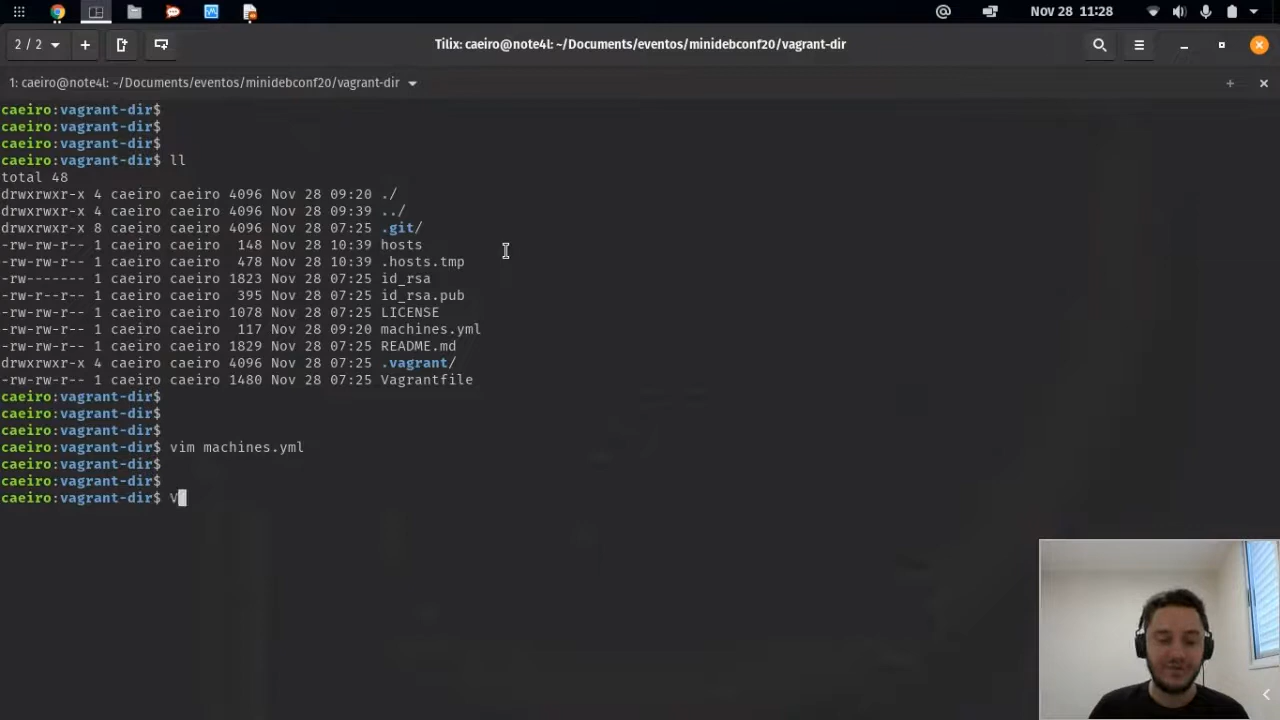 Nov 28 11:28
2 / 2
Tilix: caeiro@note4l: ~/Documents/eventos/minidebconf20/vagrant-dir
1: caeiro@note4l: ~/Documents/eventos/minidebconf20/vagrant-dir
caeiro:vagrant-dir$
caeiro:vagrant-dir$
caeiro:vagrant-dir$
caeiro:vagrant-dir$ ll
total 48
drwxrwxr-x 4 caeiro caeiro 4096 Nov 28 09:20 ./
drwxrwxr-x 4 caeiro caeiro 4096 Nov 28 09:39 ../
drwxrwxr-x 8 caeiro caeiro 4096 Nov 28 07:25 .git/
-rw-rw-r-- 1 caeiro caeiro  148 Nov 28 10:39 hosts
-rw-rw-r-- 1 caeiro caeiro  478 Nov 28 10:39 .hosts.tmp
-rw------- 1 caeiro caeiro 1823 Nov 28 07:25 id_rsa
-rw-r--r-- 1 caeiro caeiro  395 Nov 28 07:25 id_rsa.pub
-rw-rw-r-- 1 caeiro caeiro 1078 Nov 28 07:25 LICENSE
-rw-rw-r-- 1 caeiro caeiro  117 Nov 28 09:20 machines.yml
-rw-rw-r-- 1 caeiro caeiro 1829 Nov 28 07:25 README.md
drwxrwxr-x 4 caeiro caeiro 4096 Nov 28 07:25 .vagrant/
-rw-rw-r-- 1 caeiro caeiro 1480 Nov 28 07:25 Vagrantfile
caeiro:vagrant-dir$
caeiro:vagrant-dir$
caeiro:vagrant-dir$
caeiro:vagrant-dir$ vim machines.yml
caeiro:vagrant-dir$
caeiro:vagrant-dir$
caeiro:vagrant-dir$ V